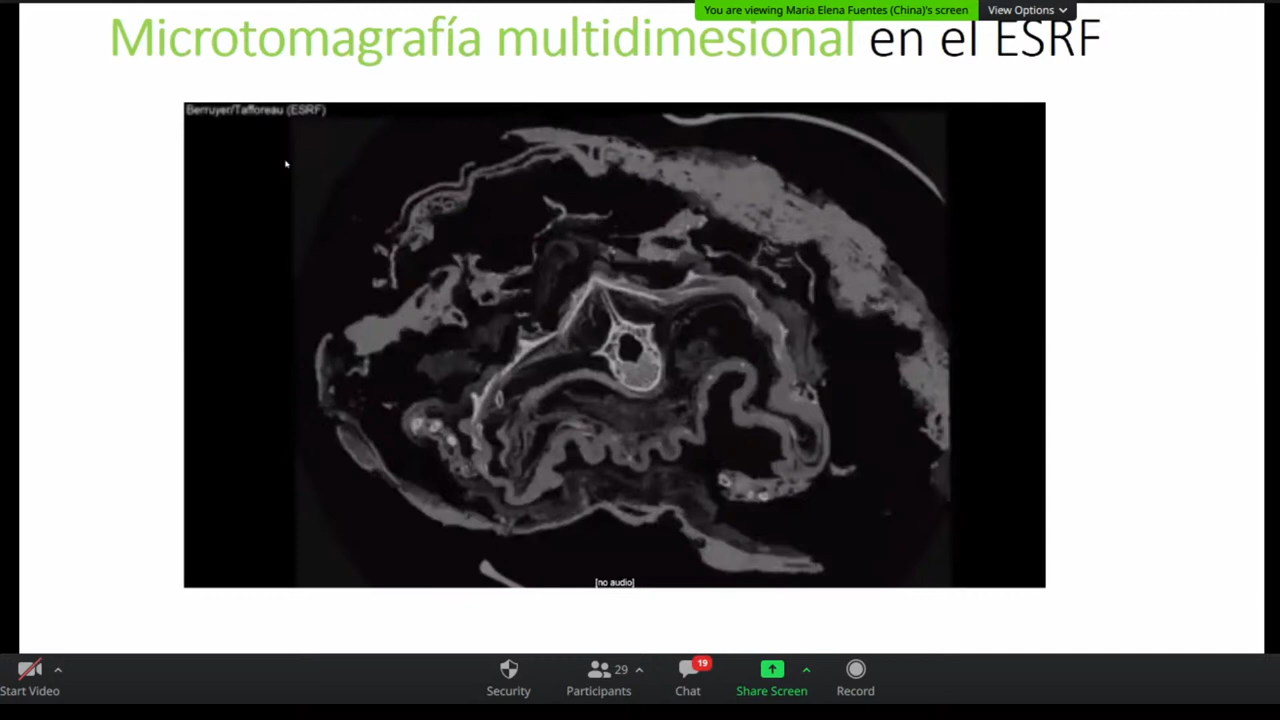 You are viewing Maria Elena Fuentes (China)'s screen
View Options
Microtomagrafía multidimesional en el ESRF
Berruyer/Tafforeau (ESRF)
[no audio]
Start Video
Security
29
Participants
19
Chat
Share Screen
Record